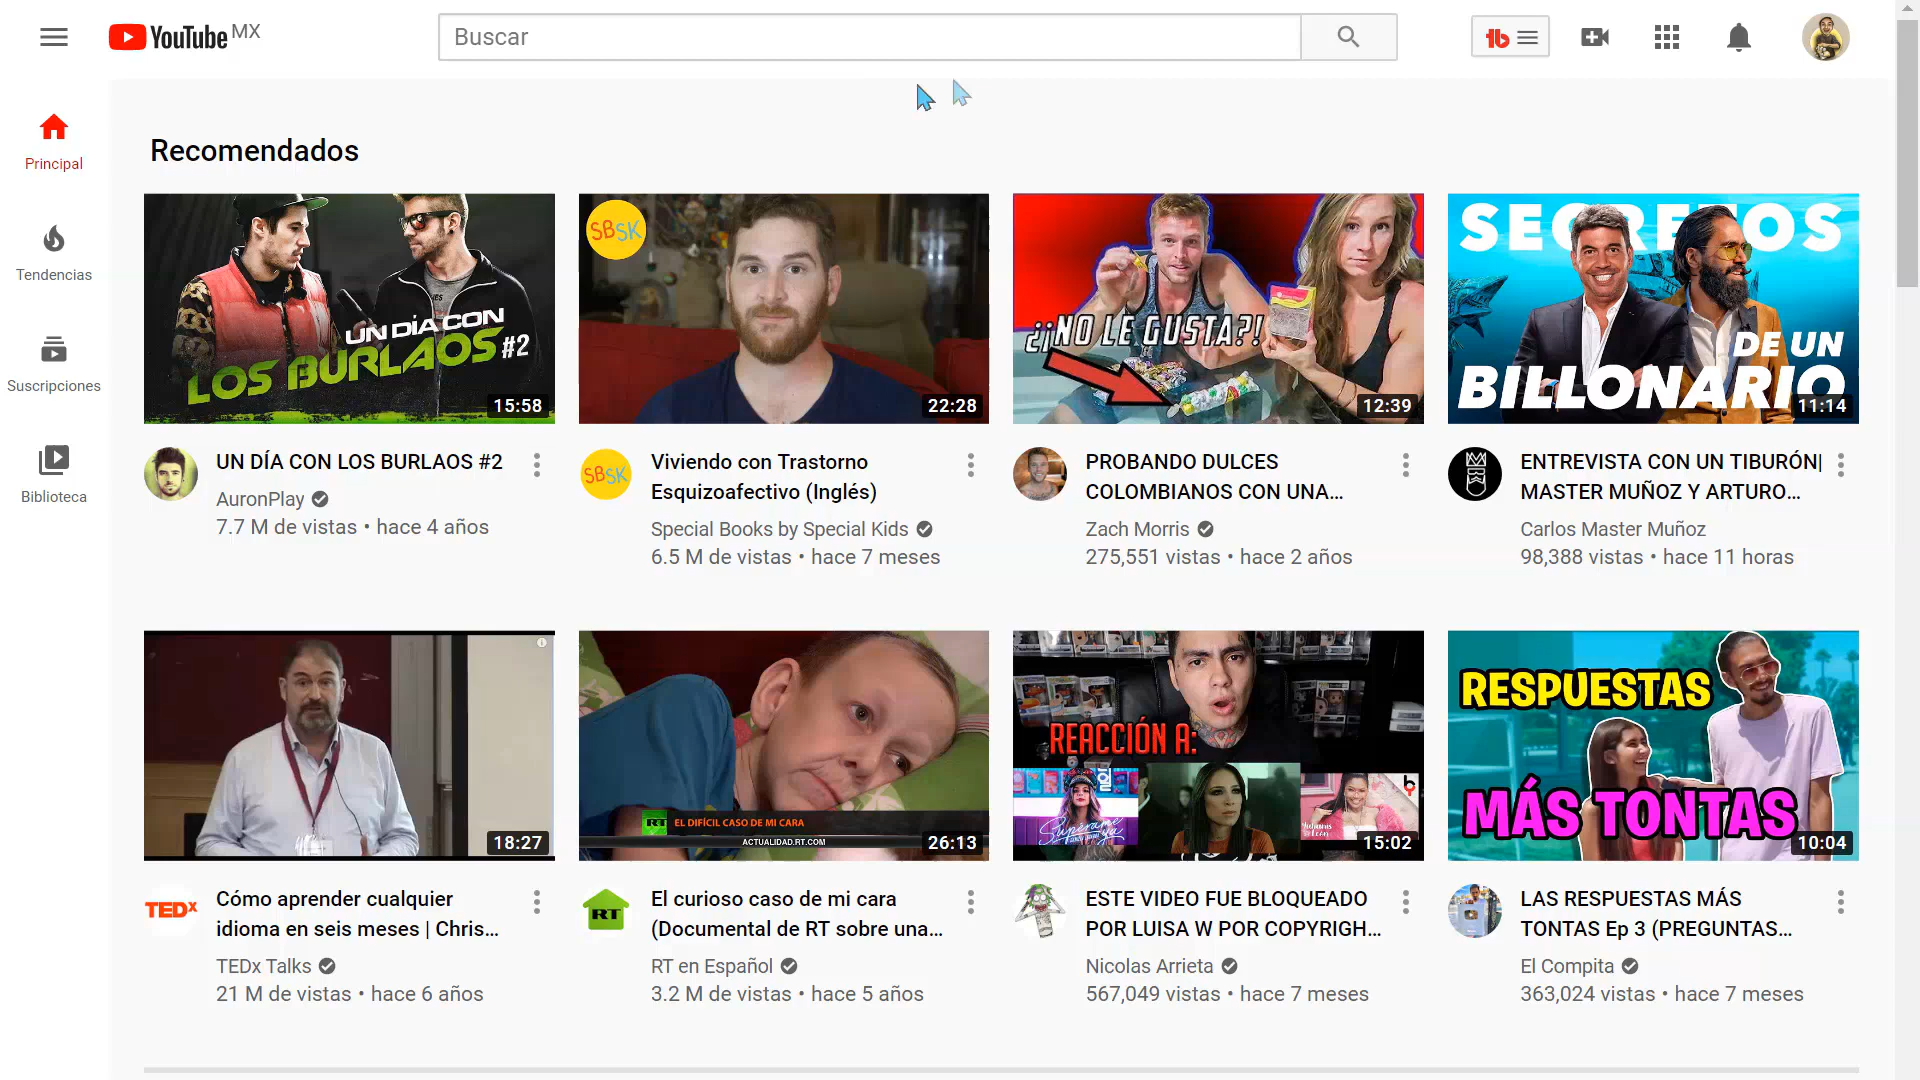 YouTube MX
Buscar
Principal
Tendencias
Suscripciones
Biblioteca
Recomendados
UN DÍA CON
LOS BURLAOS #2
15:58
SBSK
22:28
¿¡NO LE GUSTA?!
12:39
SECRETOS
DE UN
BILLONARIO
11:14
UN DÍA CON LOS BURLAOS #2
AuronPlay
7.7 M de vistas • hace 4 años
SBSK
Viviendo con Trastorno
Esquizoafectivo (Inglés)
Special Books by Special Kids
6.5 M de vistas • hace 7 meses
PROBANDO DULCES
COLOMBIANOS CON UNA...
Zach Morris
275,551 vistas • hace 2 años
ENTREVISTA CON UN TIBURÓN|
MASTER MUÑOZ Y ARTURO...
Carlos Master Muñoz
98,388 vistas • hace 11 horas
18:27
RT
EL DIFÍCIL CASO DE MI CARA
ACTUALIDAD.RT.COM
26:13
REACCIÓN A:
Supérame
15:02
RESPUESTAS
MÁS TONTAS
10:04
TEDx
Cómo aprender cualquier
idioma en seis meses | Chris...
TEDx Talks
21 M de vistas • hace 6 años
RT
El curioso caso de mi cara
(Documental de RT sobre una...
RT en Español
3.2 M de vistas • hace 5 años
ESTE VIDEO FUE BLOQUEADO
POR LUISA W POR COPYRIGH...
Nicolas Arrieta
567,049 vistas • hace 7 meses
LAS RESPUESTAS MÁS
TONTAS Ep 3 (PREGUNTAS...
El Compita
363,024 vistas • hace 7 meses